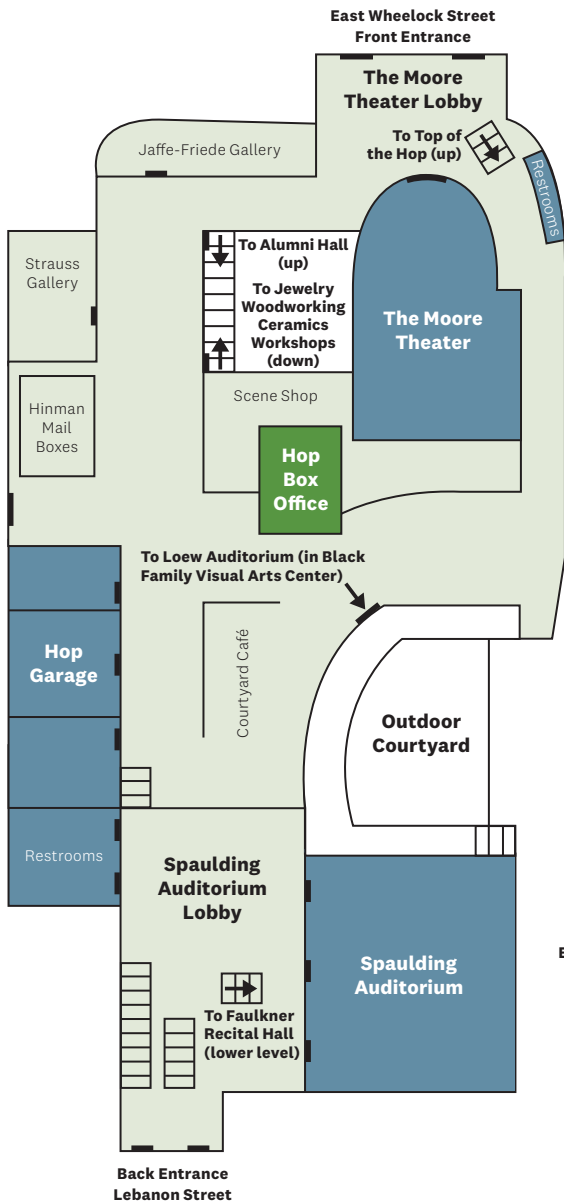 East Wheelock Street
Front Entrance
The Moore
Theater Lobby
To Top of
the Hop (up)
Restrooms
Jaffe-Friede Gallery
Strauss
Gallery
To Alumni Hall
(up)
To Jewelry
Woodworking
Ceramics
Workshops
(down)
The Moore
Theater
Scene Shop
Hinman
Mail
Boxes
Hop
Box
Office
To Loew Auditorium (in Black
Family Visual Arts Center)
Hop
Garage
Courtyard Café
Outdoor
Courtyard
Restrooms
Spaulding
Auditorium
Lobby
Spaulding
Auditorium
E
To Faulkner
Recital Hall
(lower level)
Back Entrance
Lebanon Street